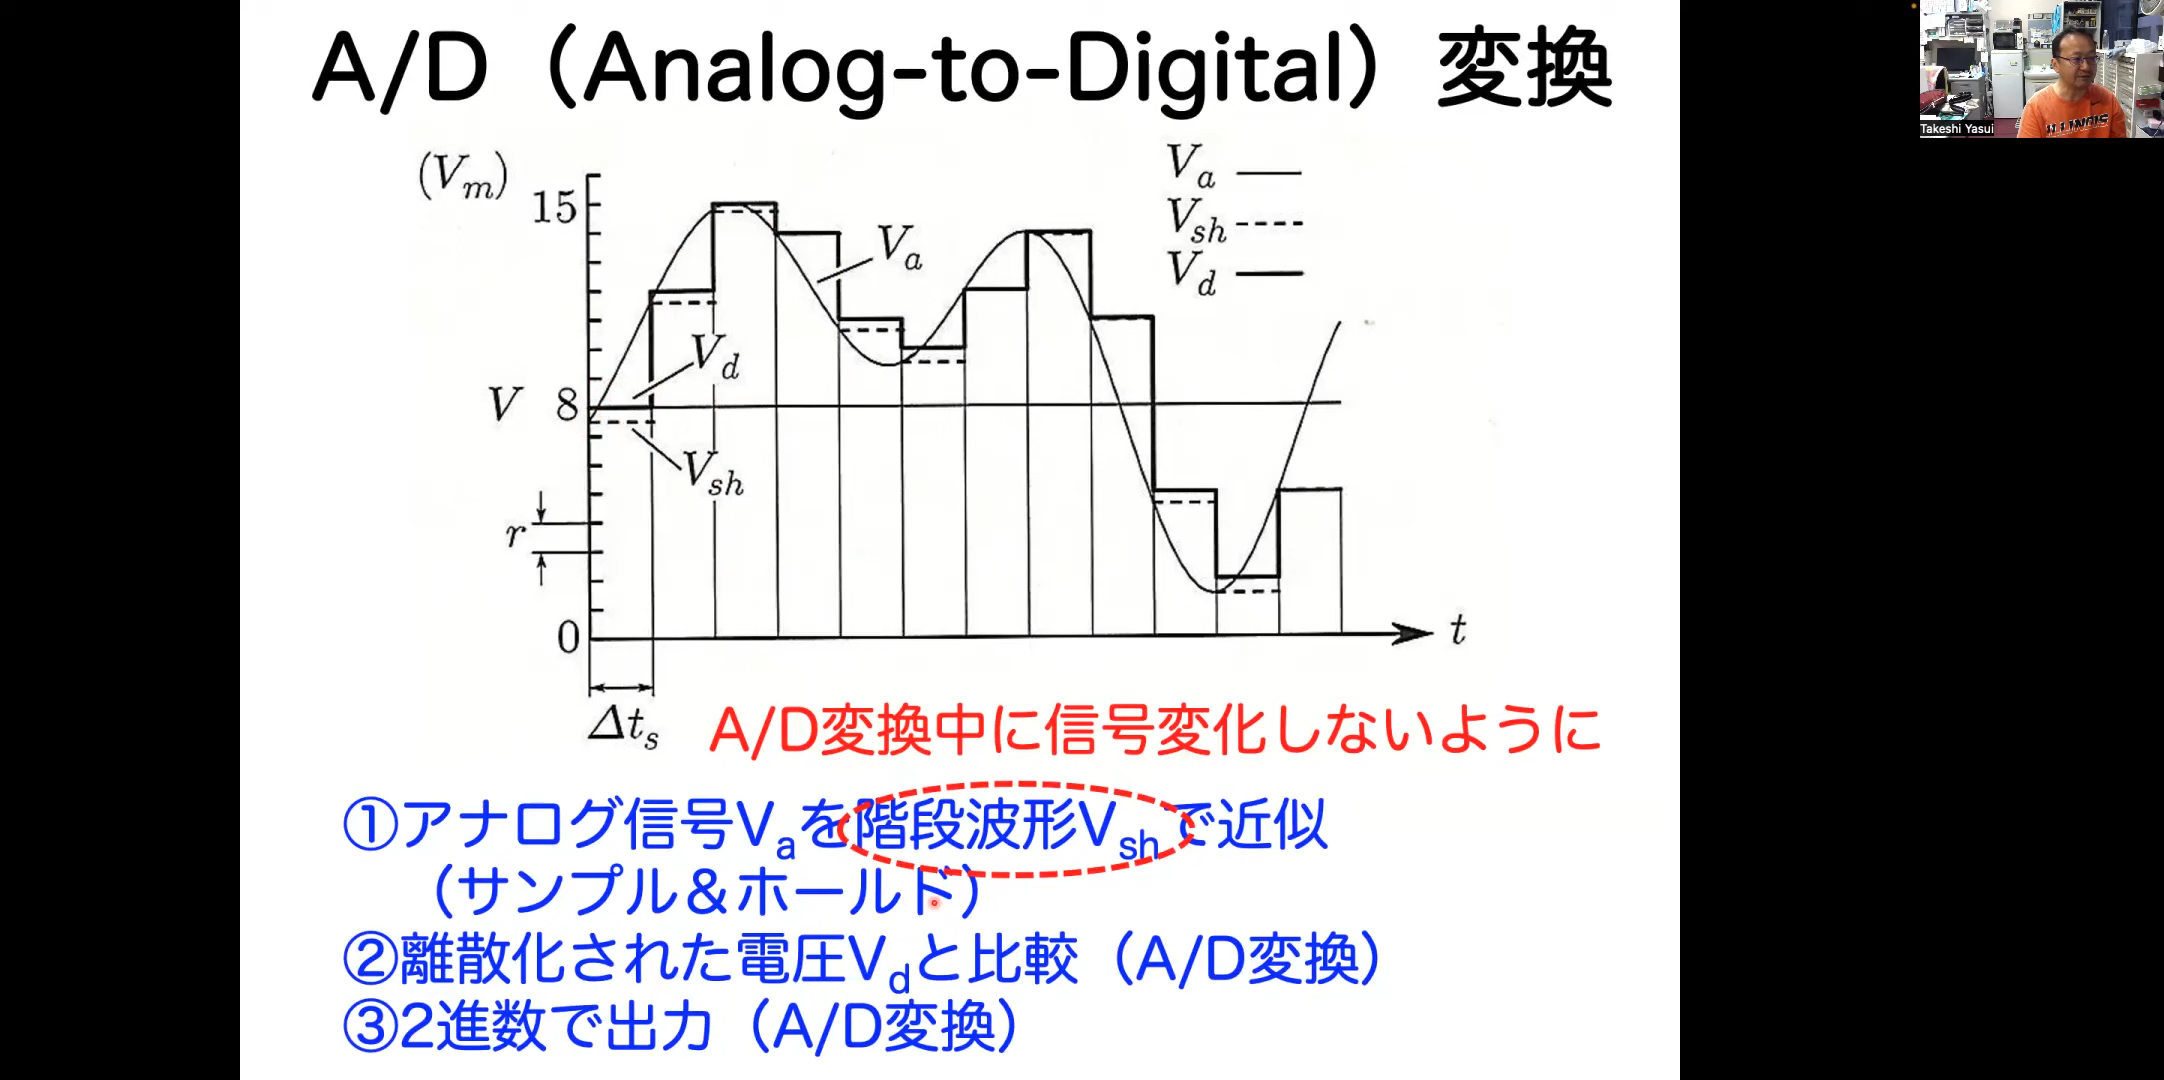 A/D（Analog-to-Digital）変換
Takeshi Yasui
ILLINOIS
(Vm)
15
V 8
r
0
Va
Vd
Vsh
Va
Vsh
Vd
t
Δts
A/D変換中に信号変化しないように
①アナログ信号Vaを階段波形Vshで近似
（サンプル＆ホールド）
②離散化された電圧Vdと比較（A/D変換）
③2進数で出力（A/D変換）